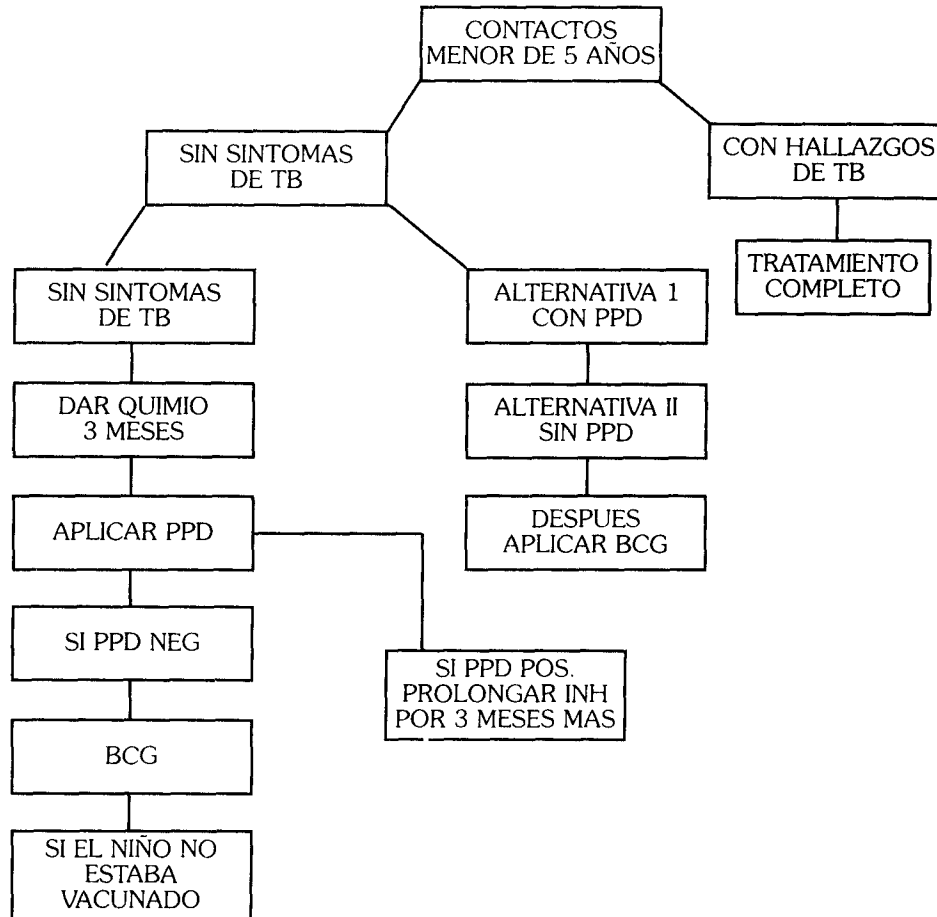 CONTACTOS
MENOR DE 5 AÑOS
SIN SINTOMAS
DE TB
CON HALLAZGOS
DE TB
TRATAMIENTO
COMPLETO
SIN SINTOMAS
DE TB
ALTERNATIVA 1
CON PPD
DAR QUIMIO
3 MESES
ALTERNATIVA II
SIN PPD
APLICAR PPD
DESPUES
APLICAR BCG
SI PPD NEG
SI PPD POS.
PROLONGAR INH
POR 3 MESES MAS
BCG
SI EL NIÑO NO
ESTABA
VACUNADO